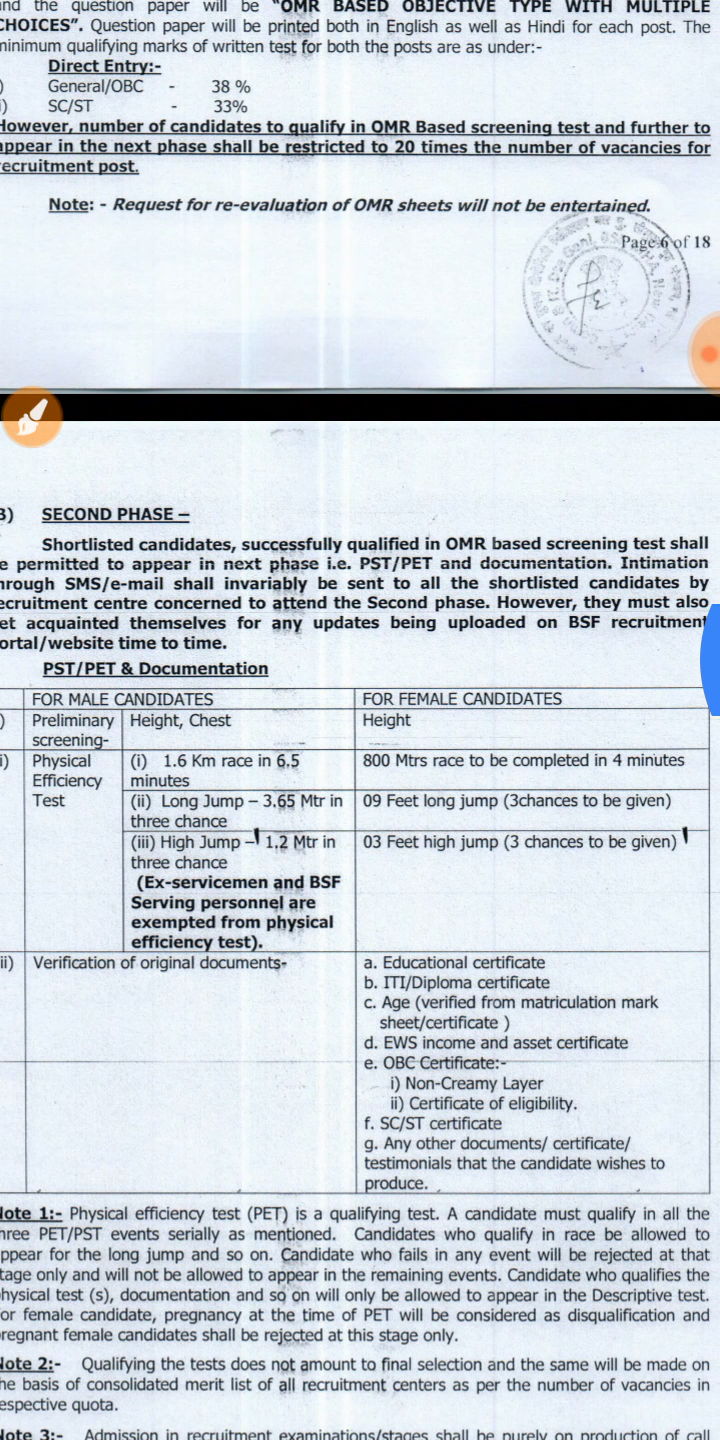 and the question paper will be "OMR BASED OBJECTIVE TYPE WITH MULTIPLE
CHOICES". Question paper will be printed both in English as well as Hindi for each post. The
minimum qualifying marks of written test for both the posts are as under:-
Direct Entry:-
) General/OBC - 38 %
i) SC/ST - 33%
However, number of candidates to qualify in OMR Based screening test and further to
appear in the next phase shall be restricted to 20 times the number of vacancies for
recruitment post.
Note: - Request for re-evaluation of OMR sheets will not be entertained.
Page 6 of 18
3) SECOND PHASE –
Shortlisted candidates, successfully qualified in OMR based screening test shall
e permitted to appear in next phase i.e. PST/PET and documentation. Intimation
hrough SMS/e-mail shall invariably be sent to all the shortlisted candidates by
ecruitment centre concerned to attend the Second phase. However, they must also
et acquainted themselves for any updates being uploaded on BSF recruitment
ortal/website time to time.
PST/PET & Documentation
FOR MALE CANDIDATES FOR FEMALE CANDIDATES
) Preliminary screening- Height, Chest Height
i) Physical Efficiency Test (i) 1.6 Km race in 6.5 minutes 800 Mtrs race to be completed in 4 minutes
(ii) Long Jump – 3.65 Mtr in three chance 09 Feet long jump (3chances to be given)
(iii) High Jump – 1.2 Mtr in three chance 03 Feet high jump (3 chances to be given)
(Ex-servicemen and BSF
Serving personnel are
exempted from physical
efficiency test).
ii) Verification of original documents- a. Educational certificate
b. ITI/Diploma certificate
c. Age (verified from matriculation mark
sheet/certificate )
d. EWS income and asset certificate
e. OBC Certificate:-
i) Non-Creamy Layer
ii) Certificate of eligibility.
f. SC/ST certificate
g. Any other documents/ certificate/
testimonials that the candidate wishes to
produce.
Note 1:- Physical efficiency test (PET) is a qualifying test. A candidate must qualify in all the
hree PET/PST events serially as mentioned. Candidates who qualify in race be allowed to
ppear for the long jump and so on. Candidate who fails in any event will be rejected at that
tage only and will not be allowed to appear in the remaining events. Candidate who qualifies the
hysical test (s), documentation and so on will only be allowed to appear in the Descriptive test.
or female candidate, pregnancy at the time of PET will be considered as disqualification and
regnant female candidates shall be rejected at this stage only.
Note 2:- Qualifying the tests does not amount to final selection and the same will be made on
he basis of consolidated merit list of all recruitment centers as per the number of vacancies in
espective quota.
Note 3:- Admission in recruitment examinations/stages shall be purely on production of call